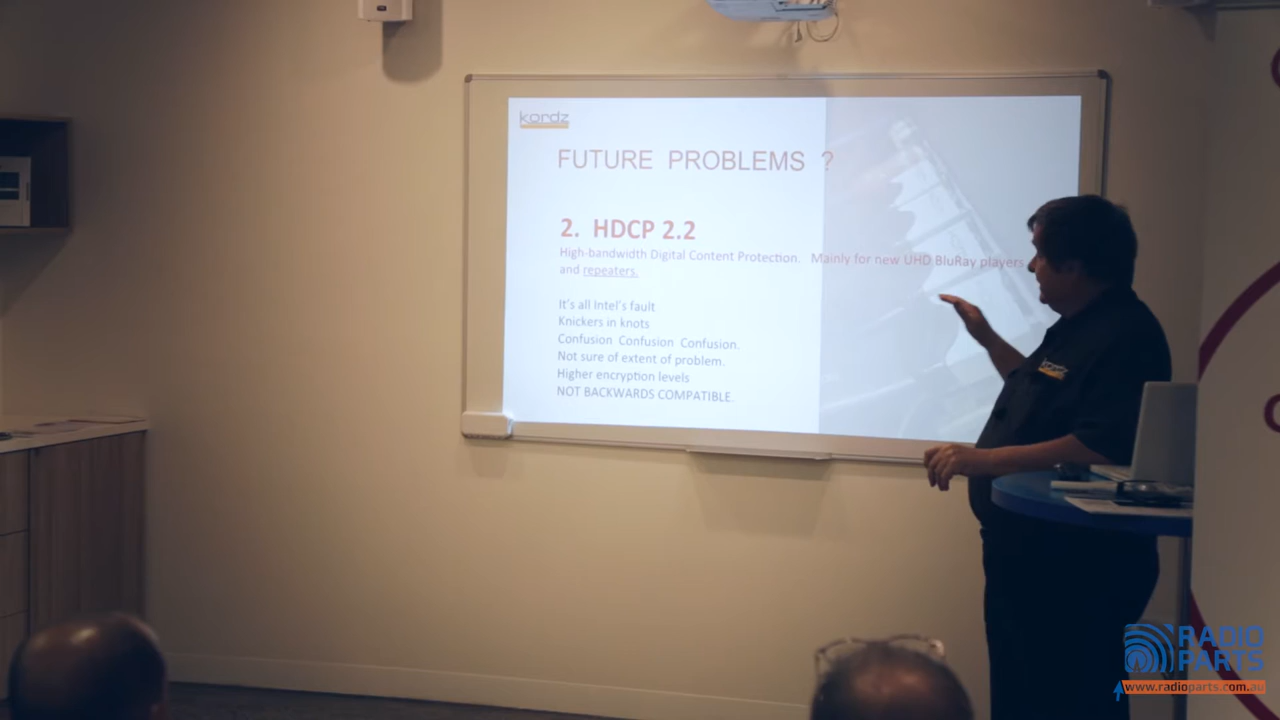 kordz
FUTURE PROBLEMS ?
2. HDCP 2.2
High-bandwidth Digital Content Protection. Mainly for new UHD BluRay players
and repeaters.
It's all Intel's fault
Knickers in knots
Confusion Confusion Confusion.
Not sure of extent of problem.
Higher encryption levels
NOT BACKWARDS COMPATIBLE.
kordz
RADIO
PARTS
www.radioparts.com.au